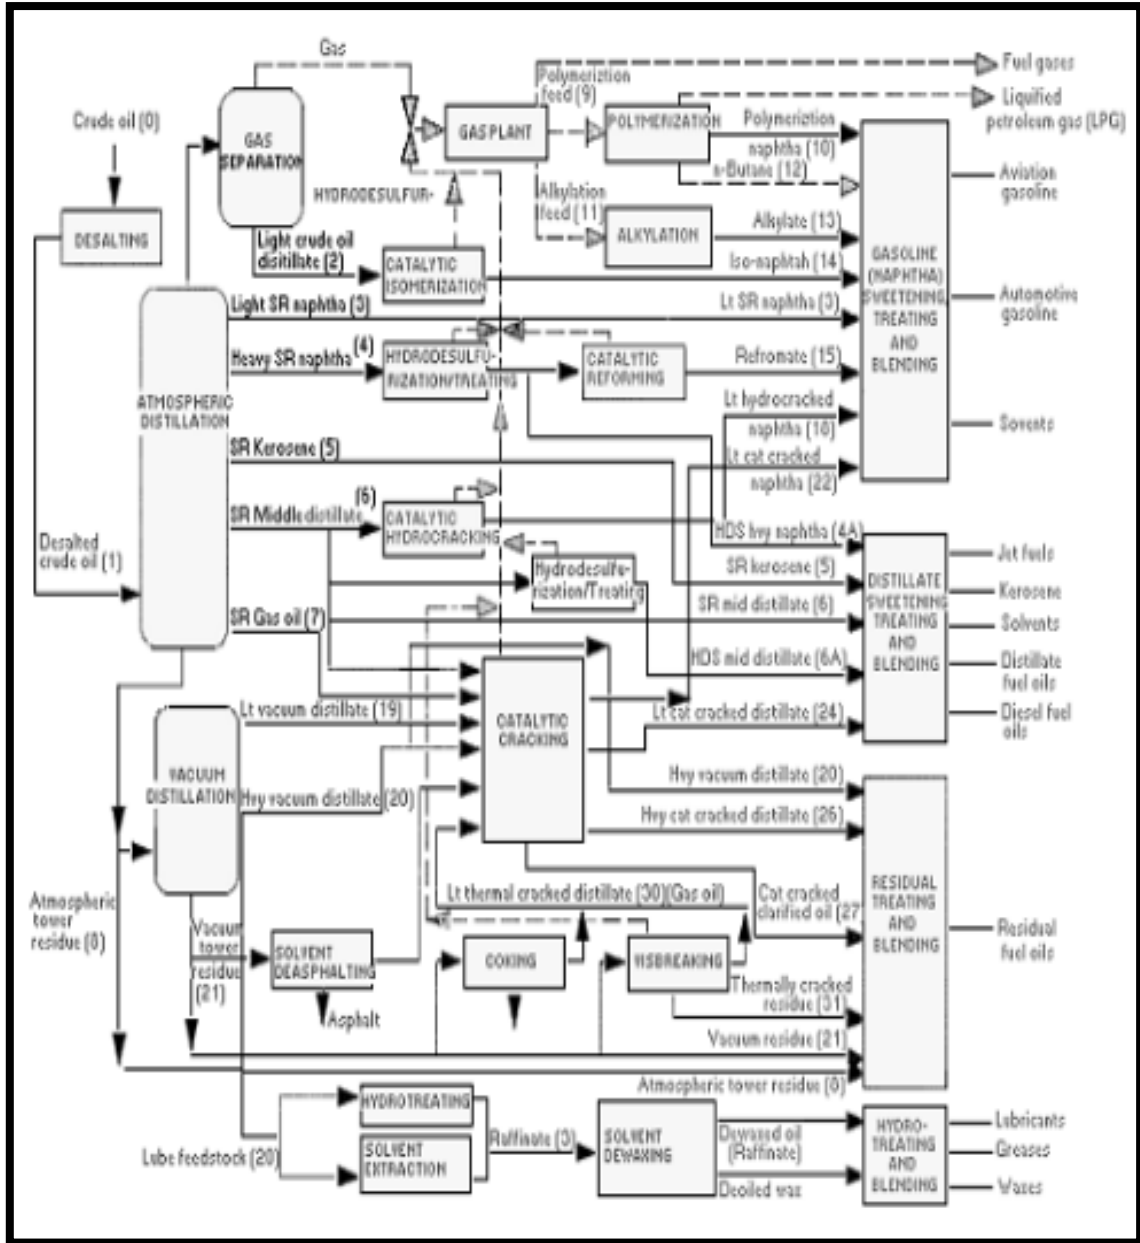 Gas
Fuel gases
Polymeriztion
feed (9)
Liquified
petroleum gas (LPG)
Crude oil (0)
GAS
SEPARATION
GAS PLANT
POLYMERIZATION
Polymeriztion
naphtha (10)
n-Butane (12)
Aviation
gasoline
HYDRODESULFUR-
Alkylation
feed (11)
ALKYLATION
Alkylate (13)
DESALTING
Light crude oil
disitillate (2)
CATALYTIC
ISOMERIZATION
Iso-naphtah (14)
GASOLINE
(NAPHTHA)
SWEETENING,
TREATING
AND
BLENDING
Light SR naphtha (3)
Lt SR naphtha (3)
Automotive
gasoline
Heavy SR naphtha (4)
HYDRODESULFU-
RIZATION/TREATING
CATALYTIC
REFORMING
Refromate (15)
ATMOSPHERIC
DISTILLATION
Lt hydrocracked
naphtha (18)
Sovents
SR Kerosene (5)
Lt cat cracked
naphtha (22)
(6)
SR Middle distillate
CATALYTIC
HYDROCRACKING
HDS hvy naphtha (4A)
Desalted
crude oil (1)
Hydrodesulfu-
rization/Treating
SR kerosene (5)
DISTILLATE
SWEETENING
TREATING
AND
BLENDING
Jet fuels
Kerosene
Solvents
Distillate
fuel oils
Diesel fuel
oils
SR Gas oil (7)
SR mid distillate (6)
HDS mid distillate (6A)
Lt vacuum distillate (19)
CATALYTIC
CRACKING
Lt cat cracked distillate (24)
VACUUM
DISTILLATION
Hvy vacuum distillate (20)
Hvy vacuum distillate (20)
Hvy cat cracked distillate (26)
Atmospheric
tower
residue (8)
Lt thermal cracked distillate (30)(Gas oil)
Cat cracked
clarified oil (27
RESIDUAL
TREATING
AND
BLENDING
Residual
fuel oils
Vacuum
tower
residue
(21)
SOLVENT
DEASPHALTING
COKING
VISBREAKING
Asphalt
Thermally cracked
residue (31)
Vacuum residue (21)
Atmospheric tower residue (8)
HYDROTREATING
Lube feedstock (20)
SOLVENT
EXTRACTION
Raffinate (3)
SOLVENT
DEWAXING
Dewaxed oil
(Raffinate)
Deoiled wax
HYDRO-
TREATING
AND
BLENDING
Lubricants
Greases
Waxes